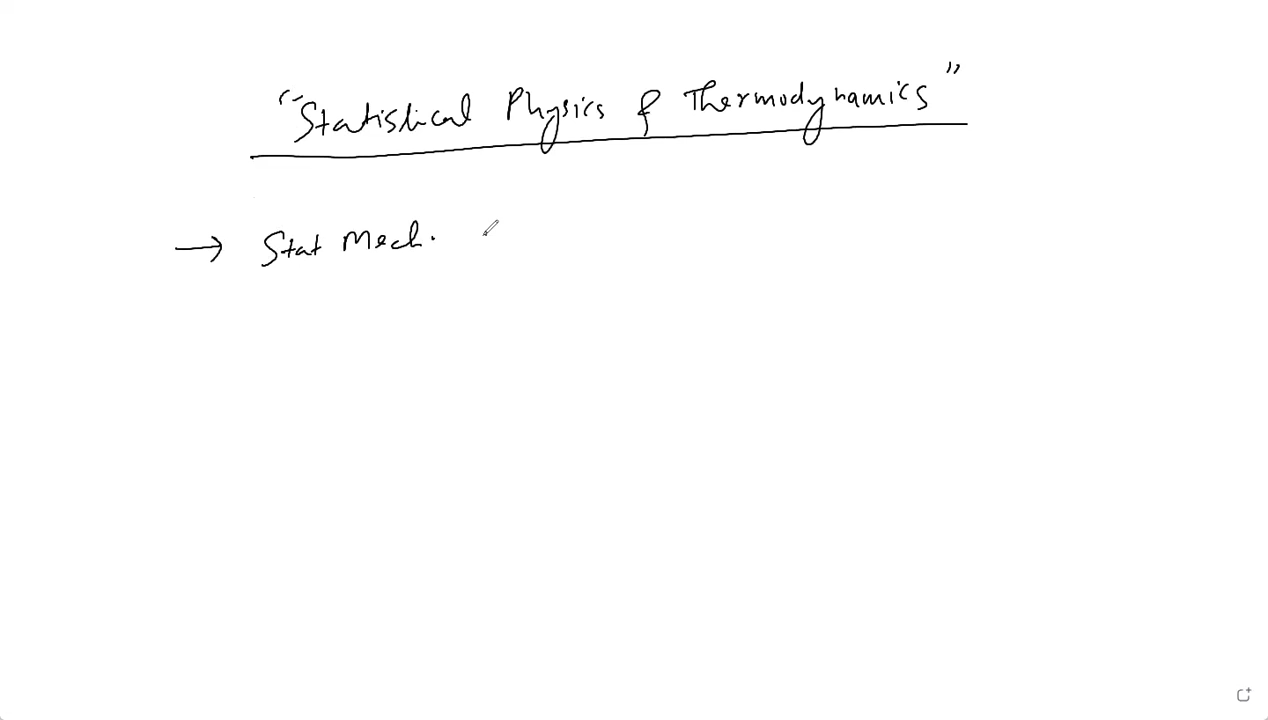 "Statistical Physics & Thermodynamics"
→ Stat Mech.